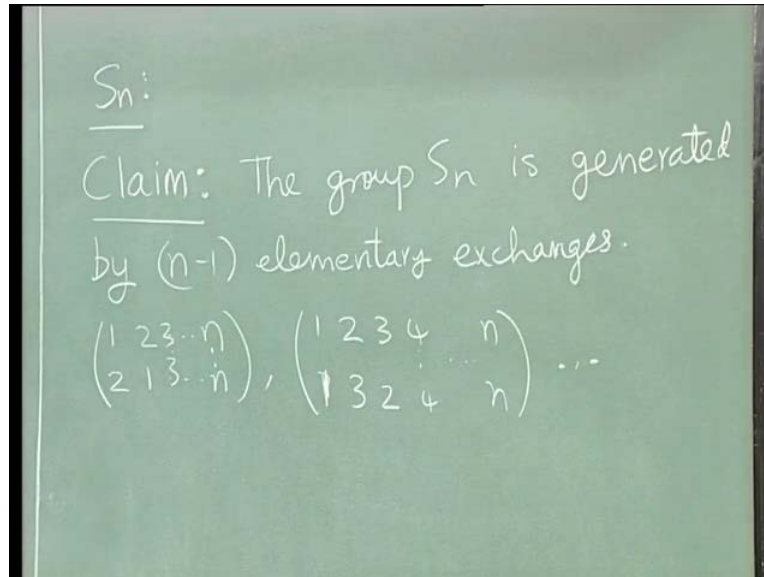 Sn:
Claim: The group Sn is generated
by (n-1) elementary exchanges.
(1 2 3 .. n
2 1 3 .. n), (1 2 3 4 ... n
1 3 2 4 n) ...